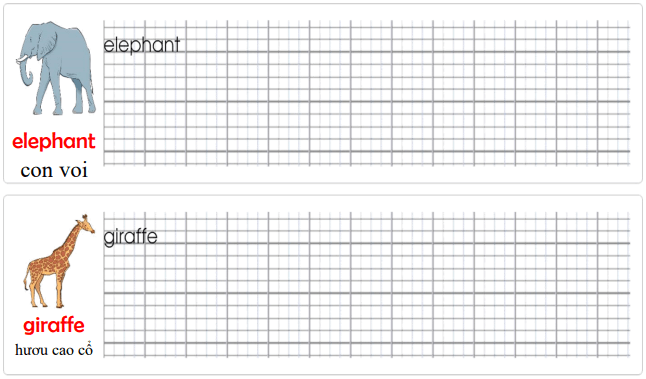 elephant
elephant
con voi
giraffe
giraffe
hươu cao cổ